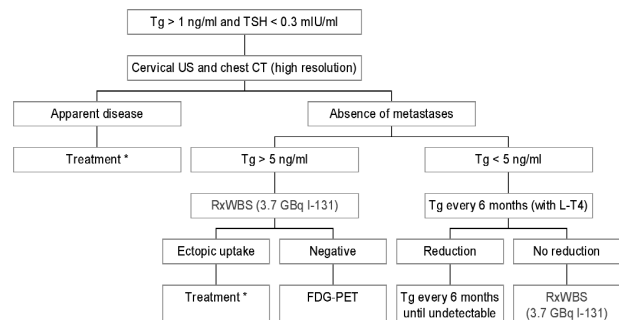 Tg > 1 ng/ml and TSH < 0.3 mIU/ml
Cervical US and chest CT (high resolution)
Apparent disease
Absence of metastases
Treatment *
Tg > 5 ng/ml
Tg < 5 ng/ml
RxWBS (3.7 GBq I-131)
Tg every 6 months (with L-T4)
Ectopic uptake
Negative
Reduction
No reduction
Treatment *
FDG-PET
Tg every 6 months
until undetectable
RxWBS
(3.7 GBq I-131)